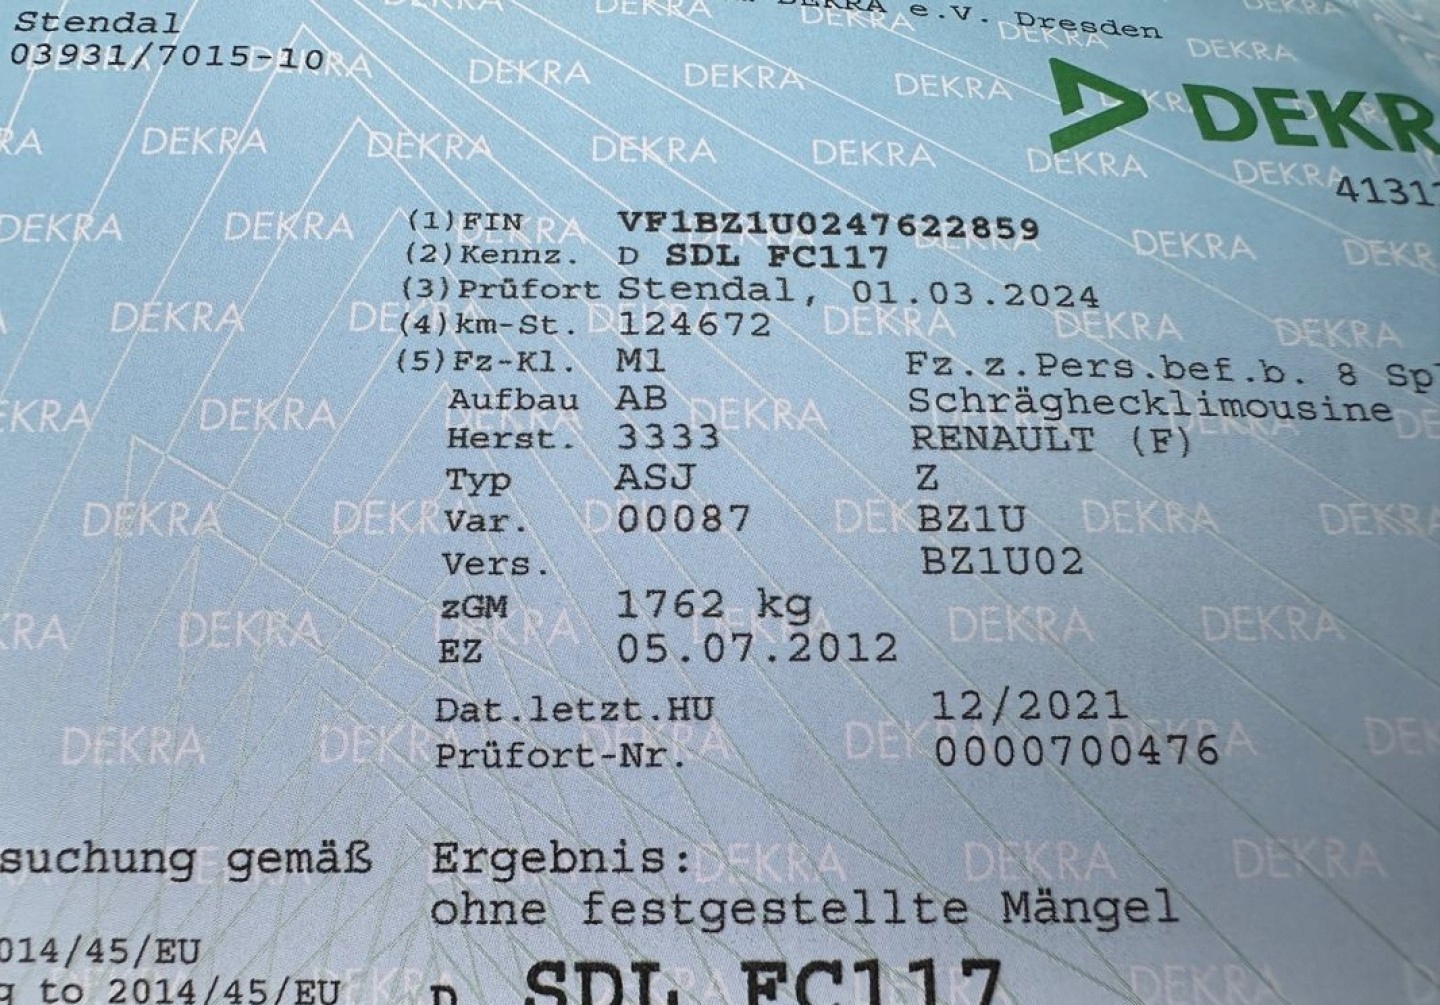 DEKRA e.V. Dresden
Stendal
03931/7015-10
DEKR
4131
(1)FIN VF1BZ1U0247622859
(2)Kennz. D SDL FC117
(3)Prüfort Stendal, 01.03.2024
(4)km-St. 124672
(5)Fz-Kl. M1 Fz.z.Pers.bef.b. 8 Sp
Aufbau AB Schräghecklimousine
Herst. 3333 RENAULT (F)
Typ ASJ Z
Var. 00087 BZ1U
Vers. BZ1U02
zGM 1762 kg
EZ 05.07.2012
Dat.letzt.HU 12/2021
Prüfort-Nr. 0000700476
suchung gemäß Ergebnis:
ohne festgestellte Mängel
014/45/EU
g to 2014/45/EU D SDL FC117